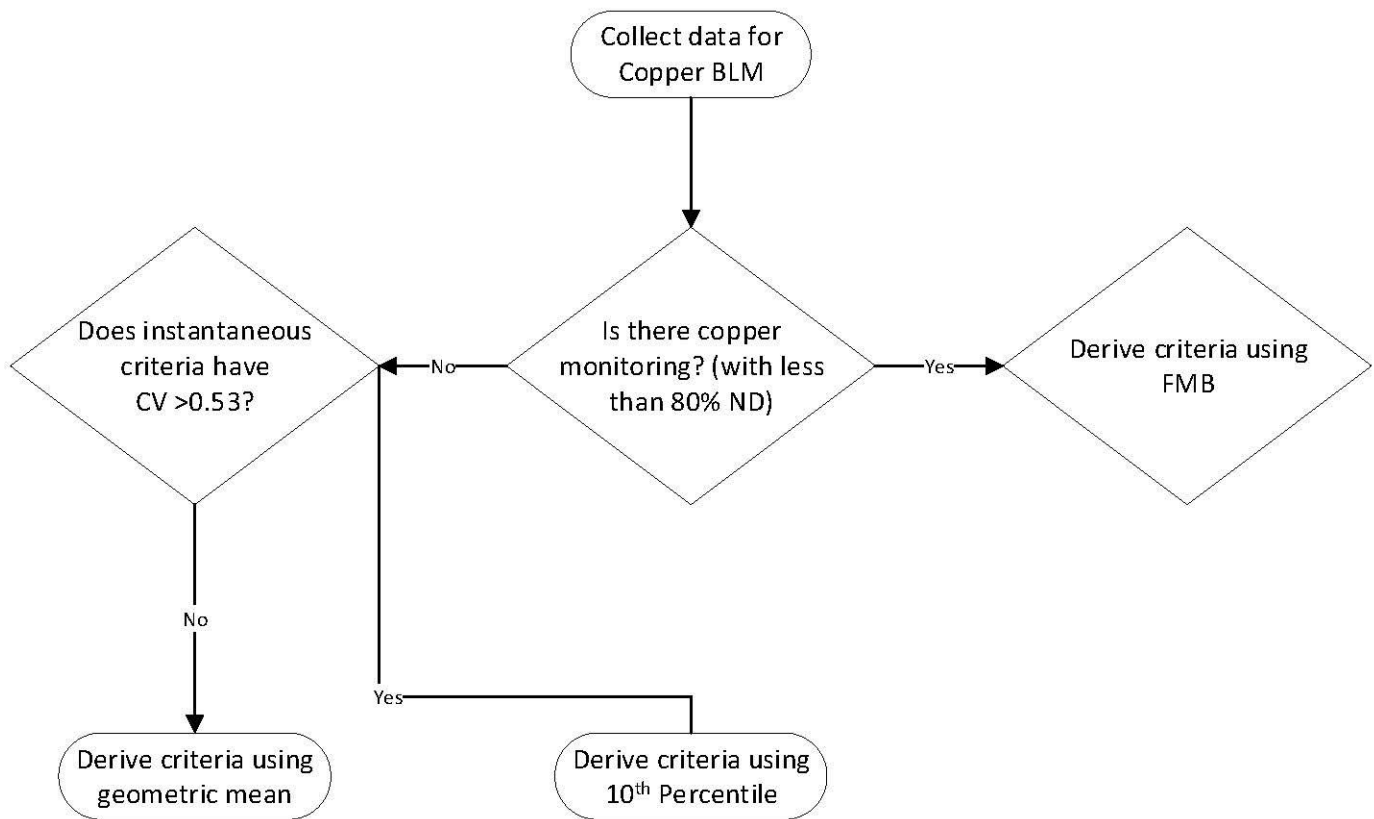 Collect data for
Copper BLM
Does instantaneous
criteria have
CV >0.53?
No
Is there copper
monitoring? (with less
than 80% ND)
Yes
Derive criteria using
FMB
No
Yes
Derive criteria using
geometric mean
Derive criteria using
10th Percentile